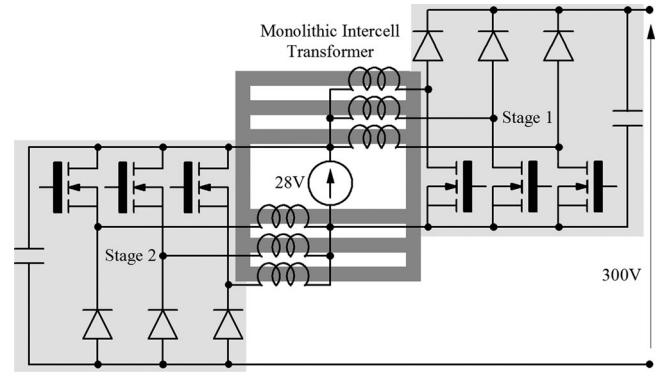 Monolithic Intercell
Transformer
Stage 1
28V
Stage 2
300V